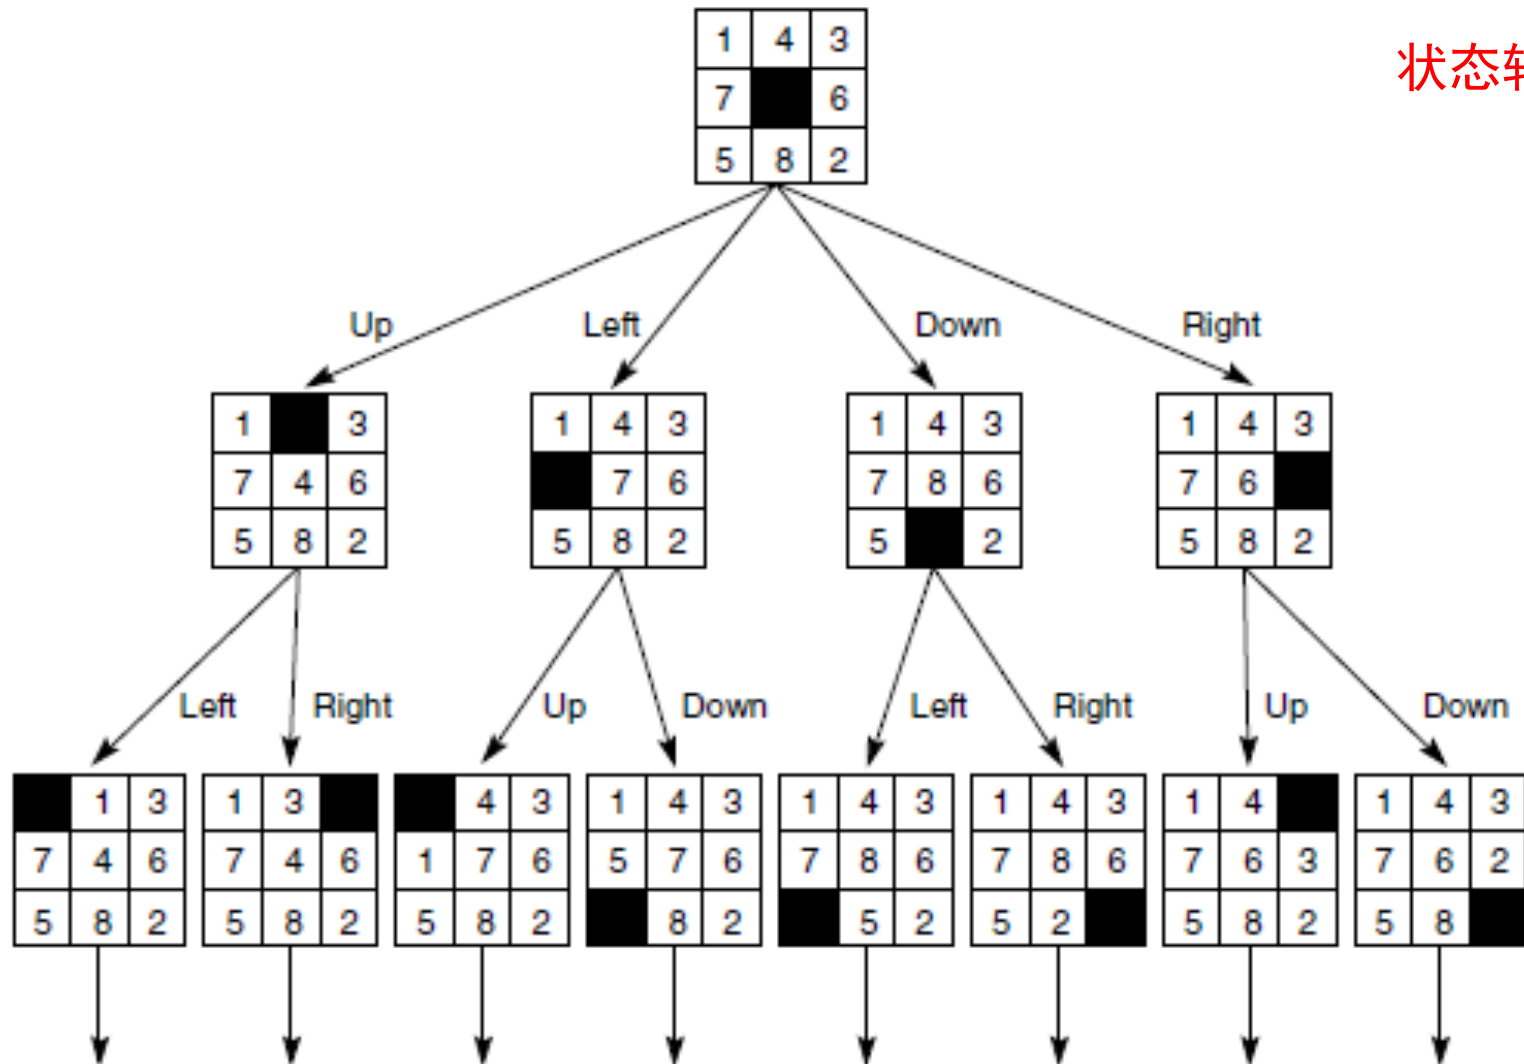 1 4 3
状态转
7 6
5 8 2
Up Left Down Right
1 3 1 4 3 1 4 3 1 4 3
7 4 6 7 6 7 8 6 7 6
5 8 2 5 8 2 5 2 5 8 2
Left Right Up Down Left Right Up Down
1 3 1 3 4 3 1 4 3 1 4 3 1 4 3 1 4 1 4 3
7 4 6 7 4 6 1 7 6 5 7 6 7 8 6 7 8 6 7 6 3 7 6 2
5 8 2 5 8 2 5 8 2 8 2 5 2 5 2 5 8 2 5 8